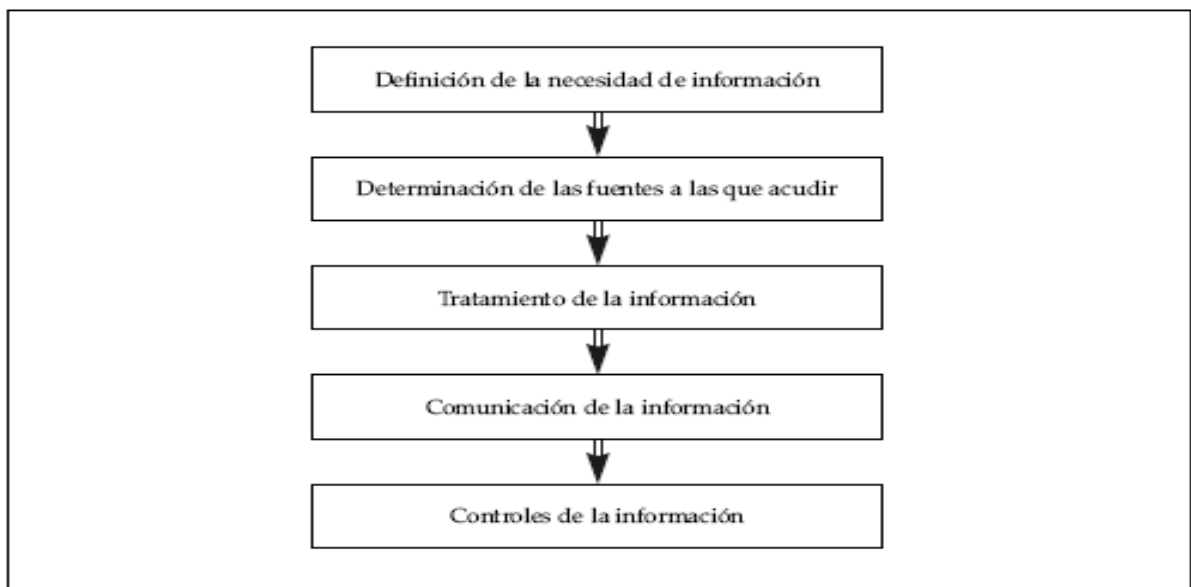 Definición de la necesidad de información
Determinación de las fuentes a las que acudir
Tratamiento de la información
Comunicación de la información
Controles de la información